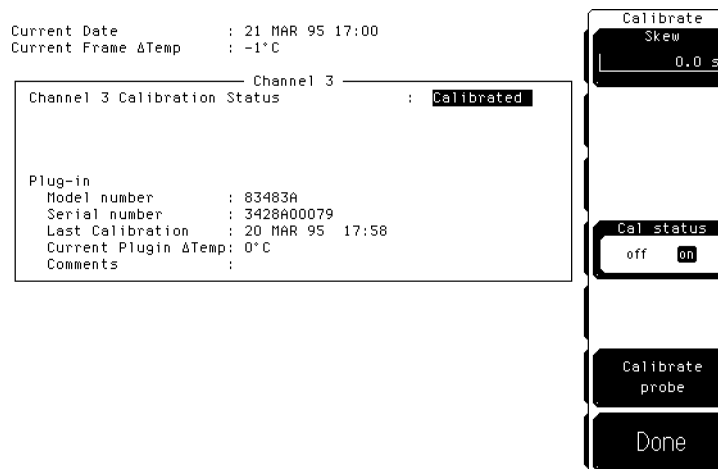 Current Date : 21 MAR 95 17:00
Current Frame ΔTemp : -1°C
Channel 3
Channel 3 Calibration Status : Calibrated
Plug-in
Model number : 83483A
Serial number : 3428A00079
Last Calibration : 20 MAR 95 17:58
Current Plugin ΔTemp: 0°C
Comments :
Calibrate
Skew
0.0 s
Cal status
off on
Calibrate
probe
Done